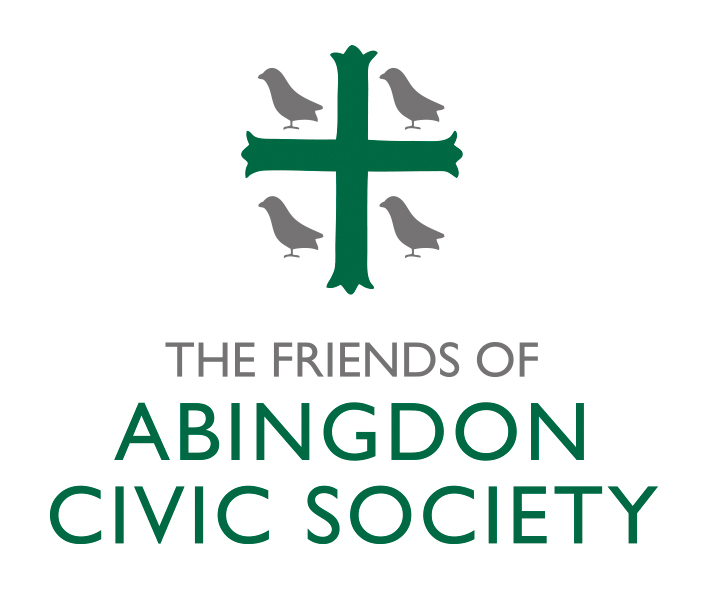 THE FRIENDS OF
ABINGDON
CIVIC SOCIETY